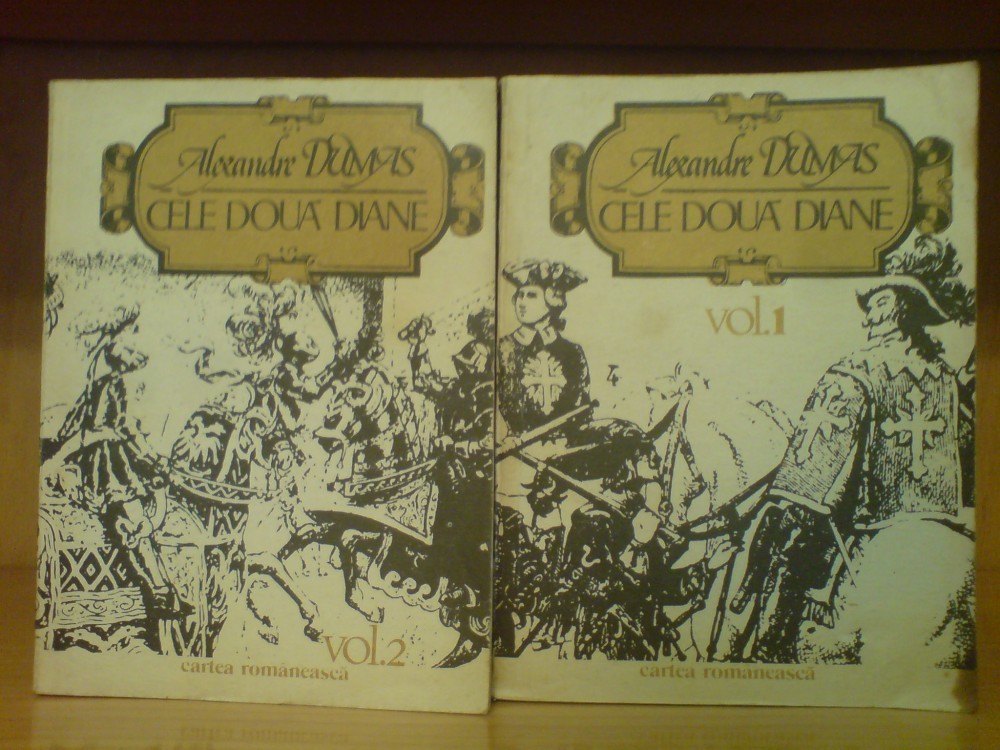 Alexandre DUMAS
CELE DOUĂ DIANE
vol.2
cartea românească
Alexandre DUMAS
CELE DOUĂ DIANE
vol.1
cartea românească